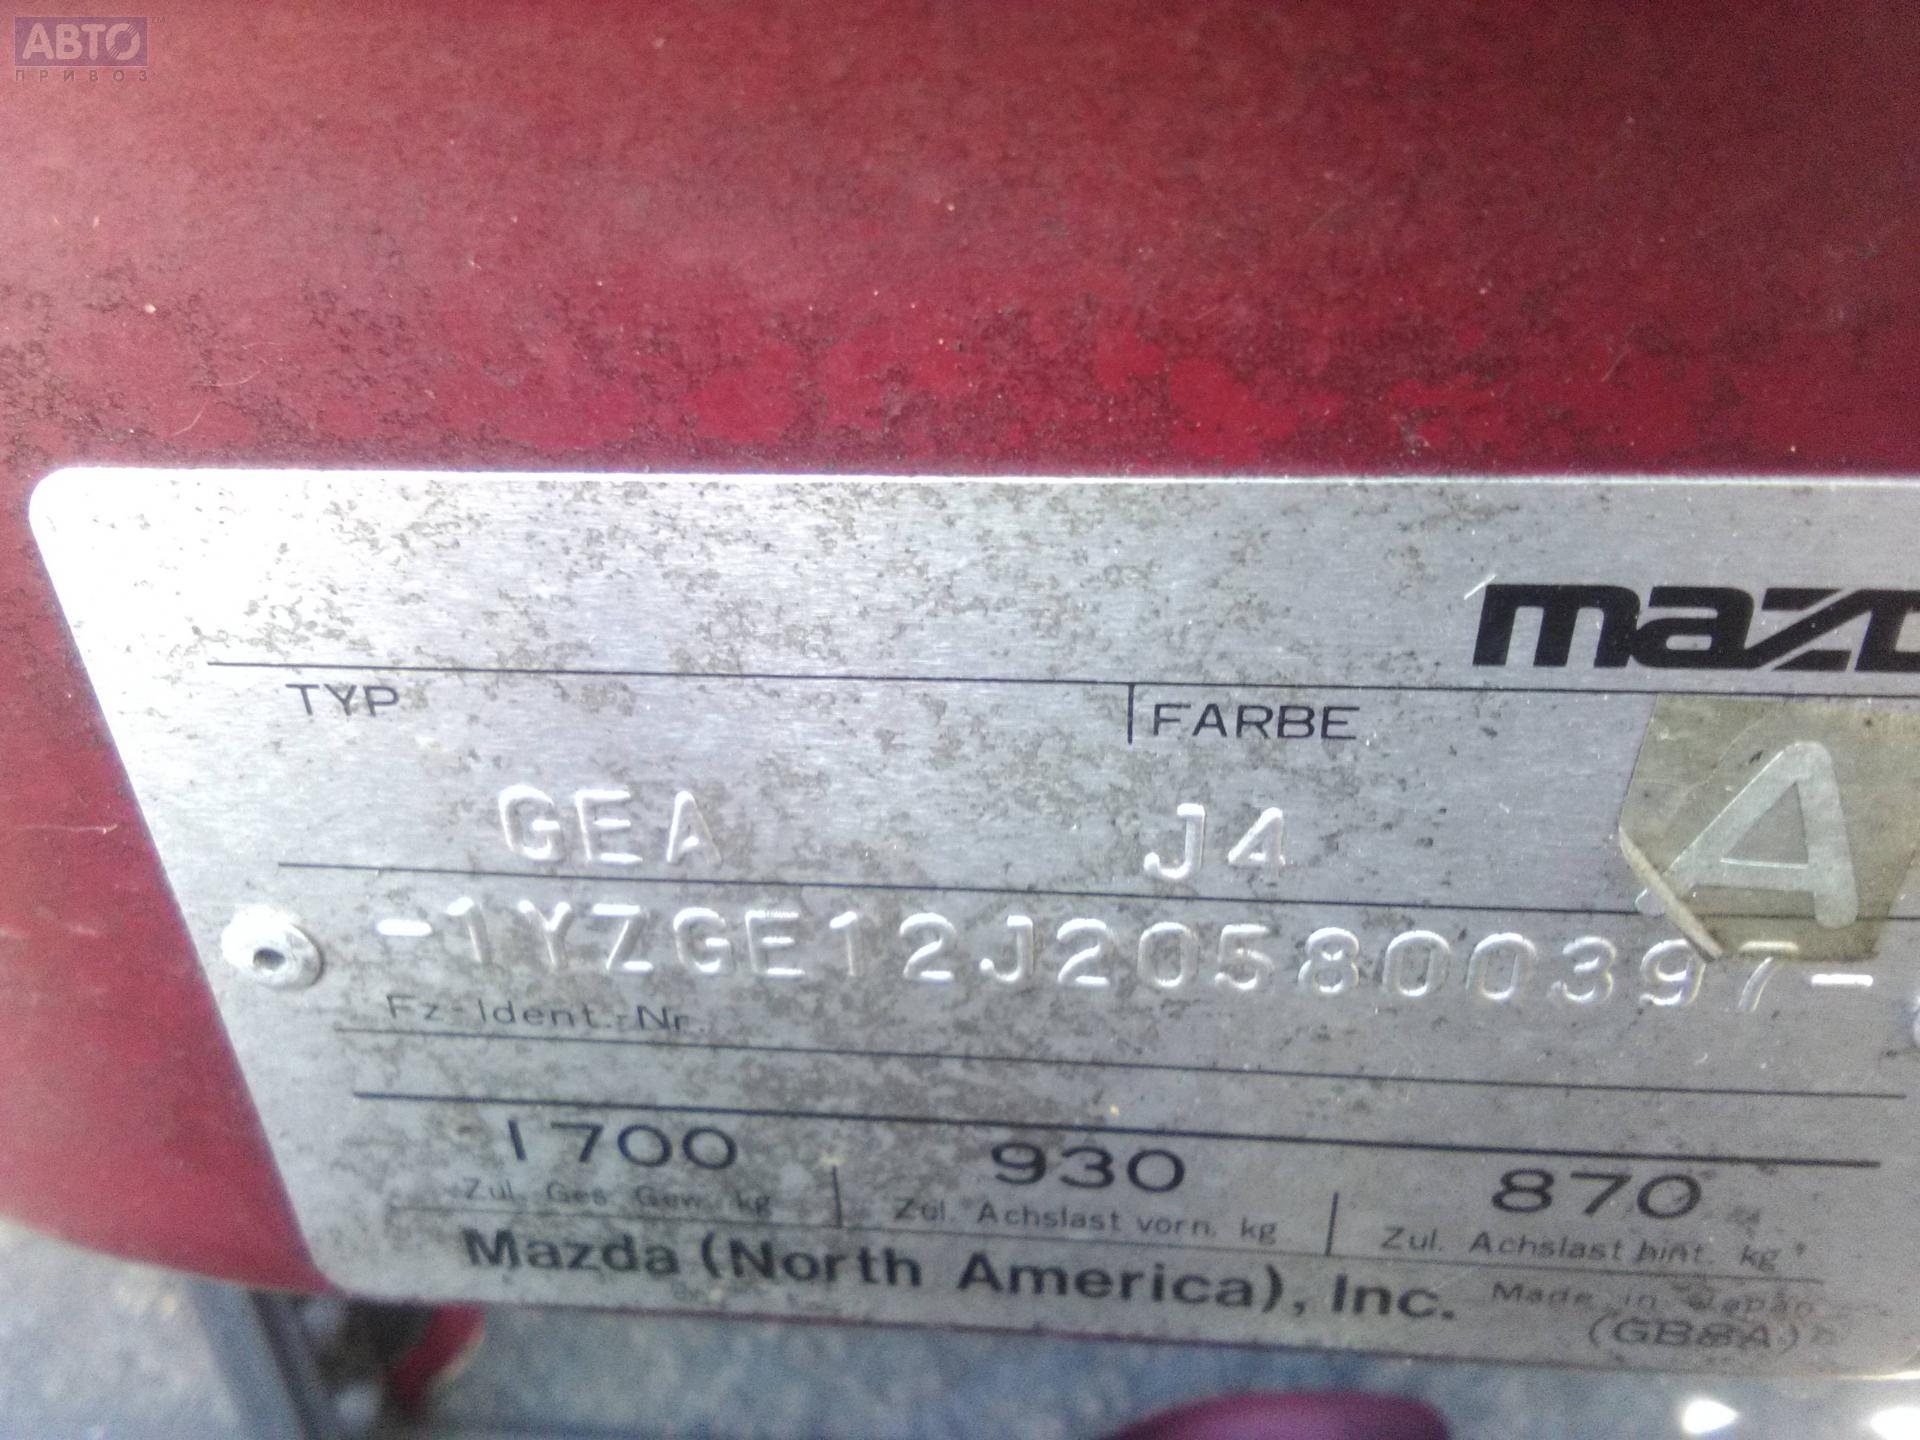 АВТО™
ПРИВОЗ
mazd
TYP
FARBE
GEA
J4
A
-1YZGE12J205800397-
Fz-Ident.-Nr.
1700
930
870
Zul. Ges Gew. kg
Zul. Achslast vorn. kg
Zul. Achslast hint. kg
Mazda (North America), Inc.
Made in Japan
(GB8A)